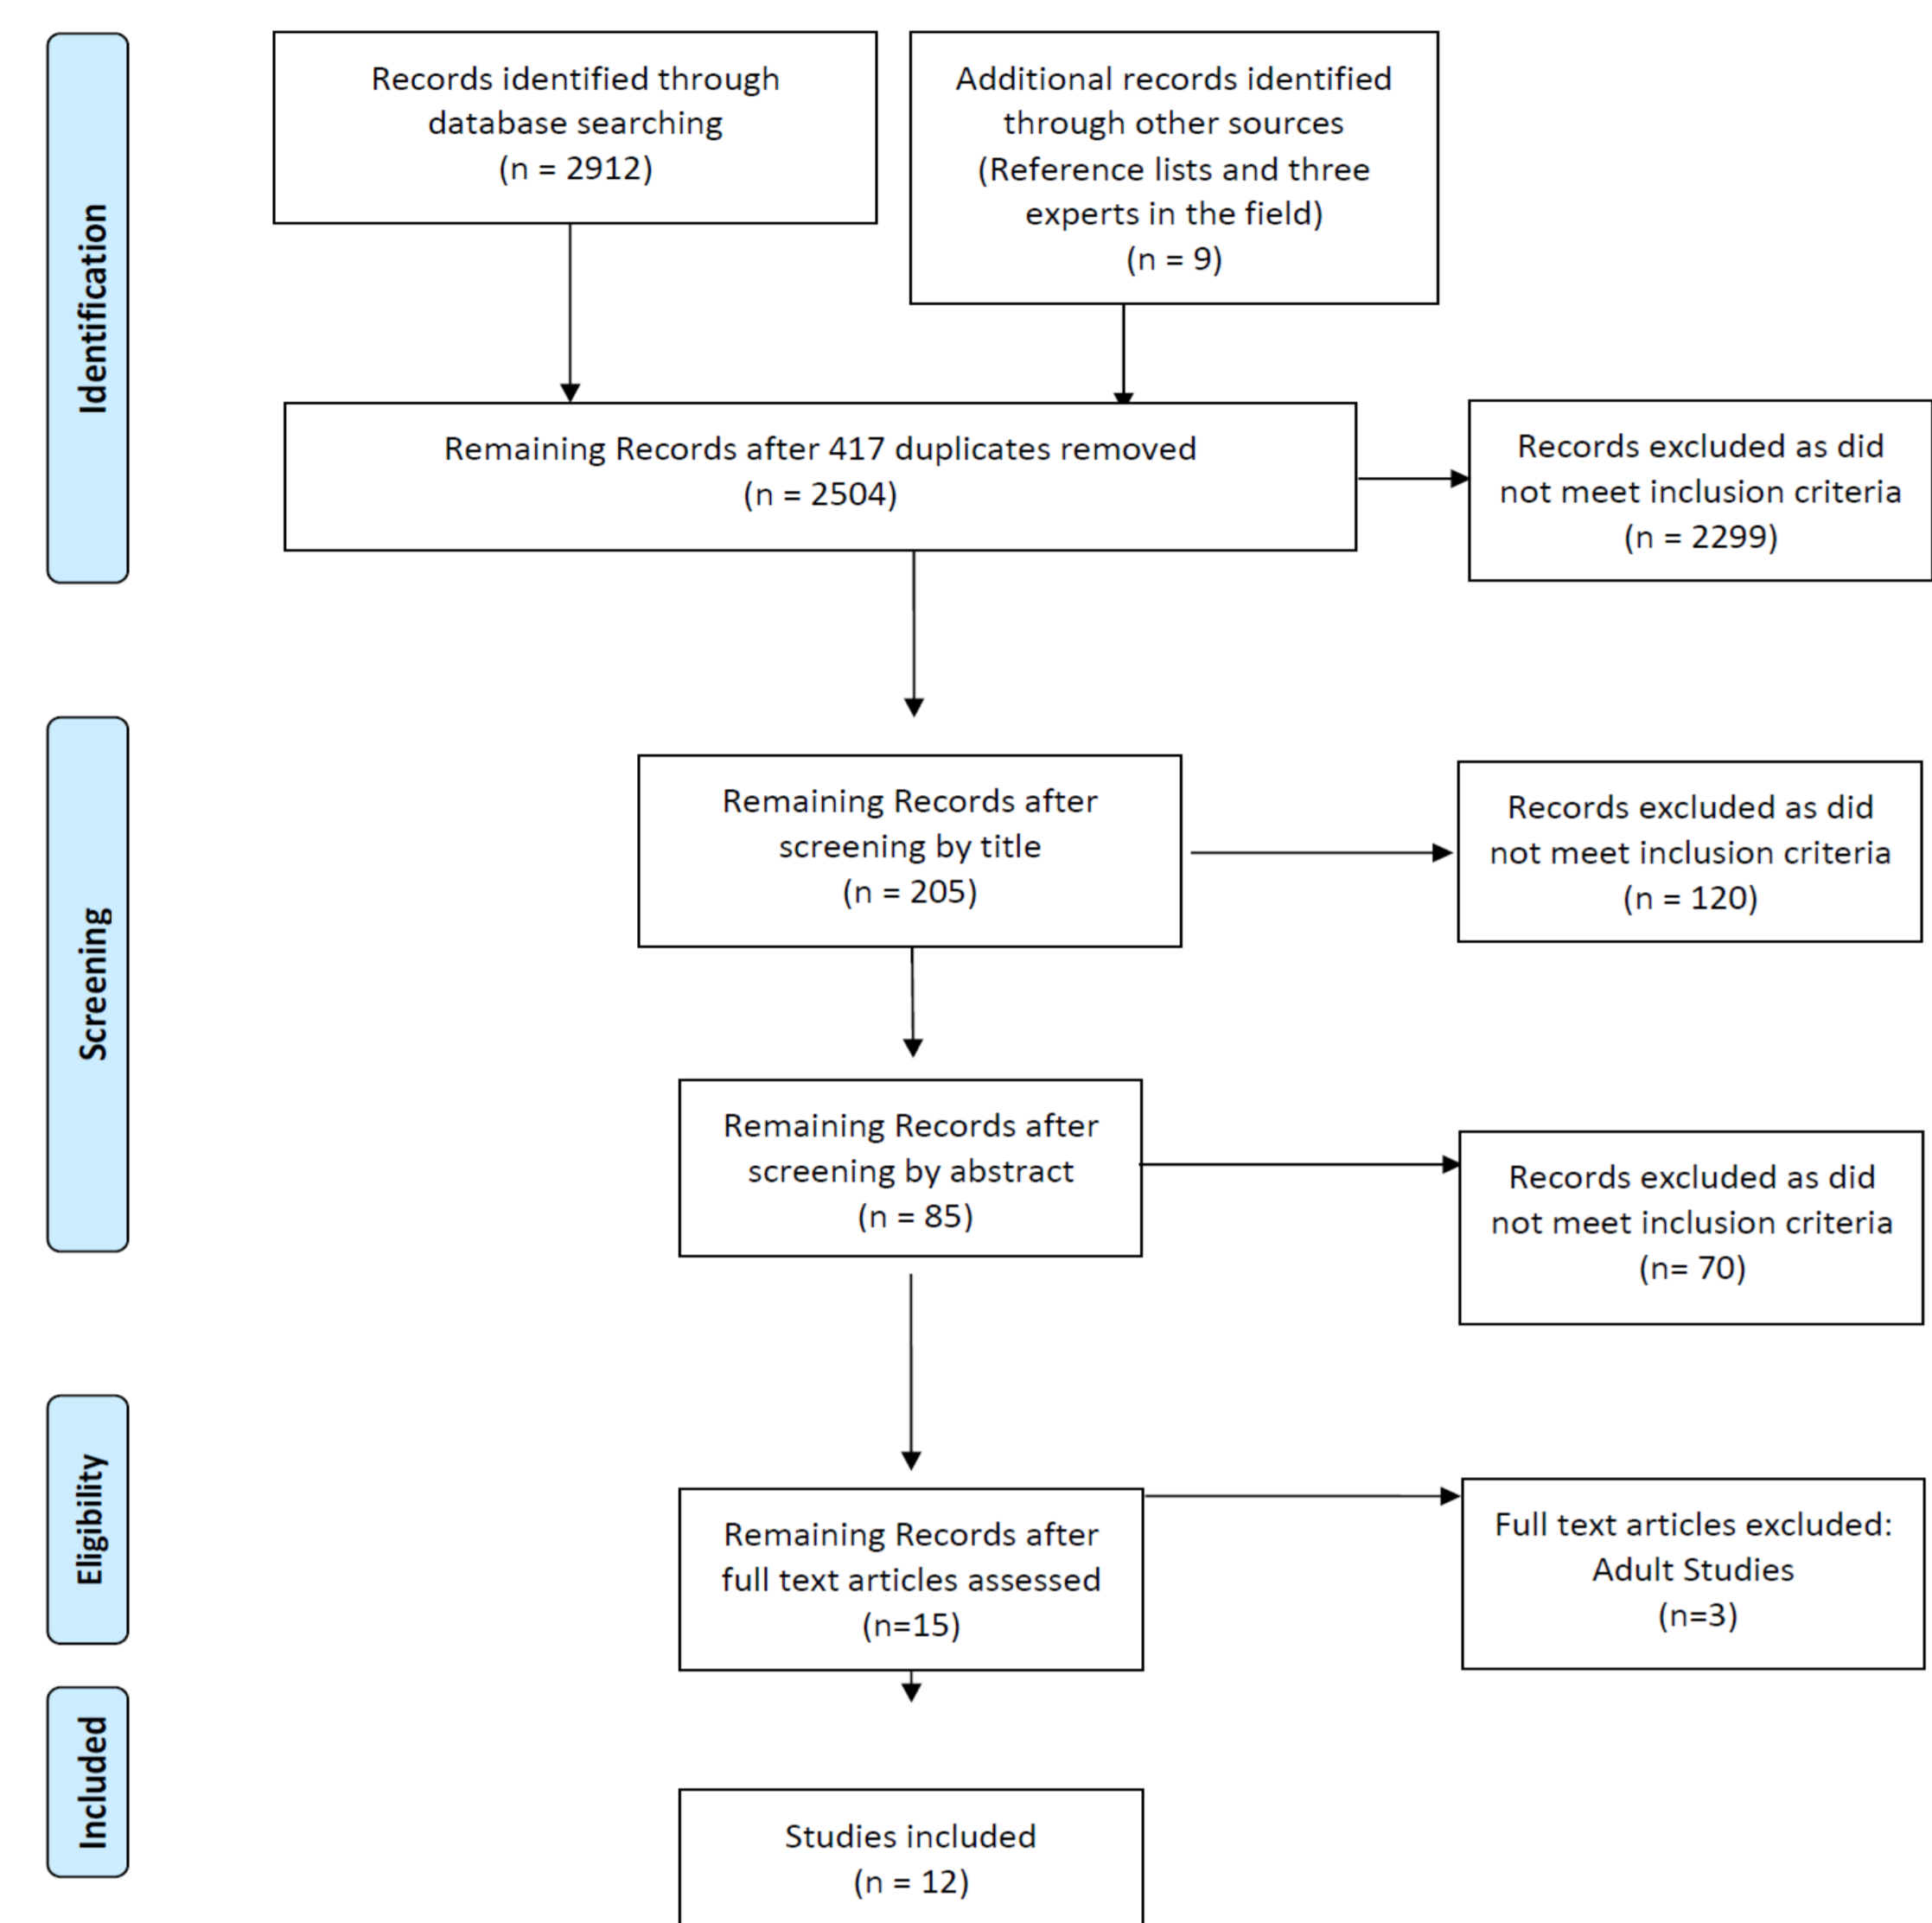 Identification
Records identified through
database searching
(n = 2912)
Additional records identified
through other sources
(Reference lists and three
experts in the field)
(n = 9)
Remaining Records after 417 duplicates removed
(n = 2504)
Records excluded as did
not meet inclusion criteria
(n = 2299)
Screening
Remaining Records after
screening by title
(n = 205)
Records excluded as did
not meet inclusion criteria
(n = 120)
Remaining Records after
screening by abstract
(n = 85)
Records excluded as did
not meet inclusion criteria
(n= 70)
Eligibility
Remaining Records after
full text articles assessed
(n=15)
Full text articles excluded:
Adult Studies
(n=3)
Included
Studies included
(n = 12)